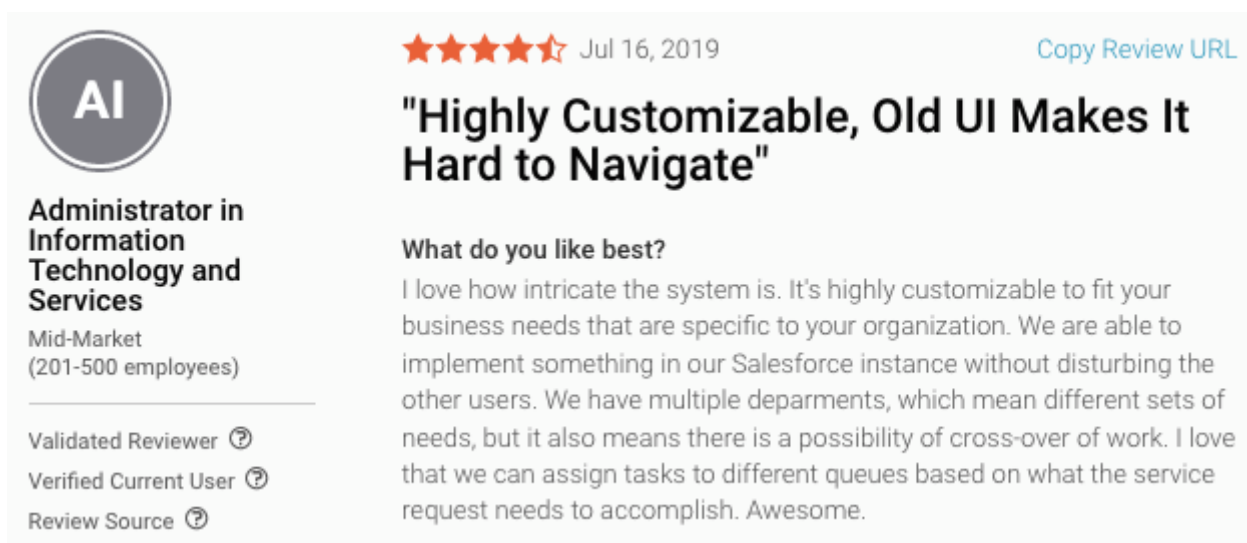 AI
Administrator in
Information
Technology and
Services
Mid-Market
(201-500 employees)
Validated Reviewer
Verified Current User
Review Source
Jul 16, 2019
Copy Review URL
"Highly Customizable, Old UI Makes It
Hard to Navigate"
What do you like best?
I love how intricate the system is. It's highly customizable to fit your
business needs that are specific to your organization. We are able to
implement something in our Salesforce instance without disturbing the
other users. We have multiple deparments, which mean different sets of
needs, but it also means there is a possibility of cross-over of work. I love
that we can assign tasks to different queues based on what the service
request needs to accomplish. Awesome.